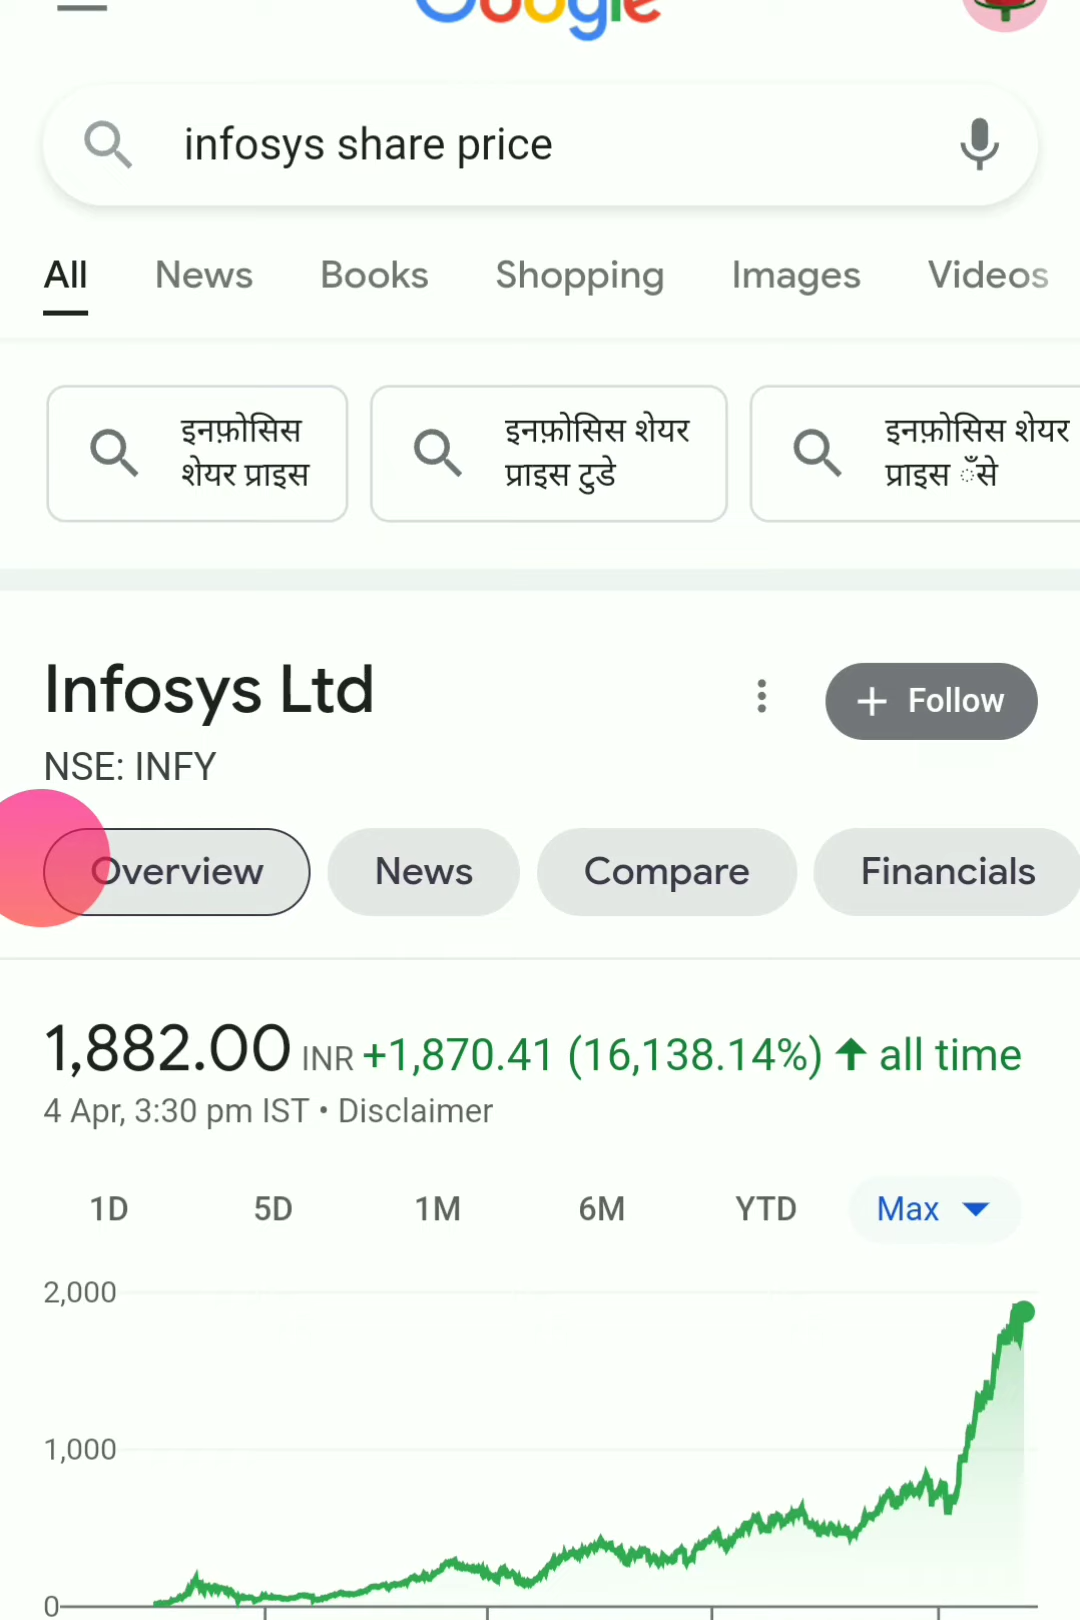 Google
infosys share price
All News Books Shopping Images Videos
इनफ़ोसिस
शेयर प्राइस
इनफ़ोसिस शेयर
प्राइस टुडे
इनफ़ोसिस शेयर
प्राइस ँसे
Infosys Ltd
+ Follow
NSE: INFY
Overview News Compare Financials
1,882.00 INR +1,870.41 (16,138.14%) ↑ all time
4 Apr, 3:30 pm IST • Disclaimer
1D 5D 1M 6M YTD Max
2,000
1,000
0